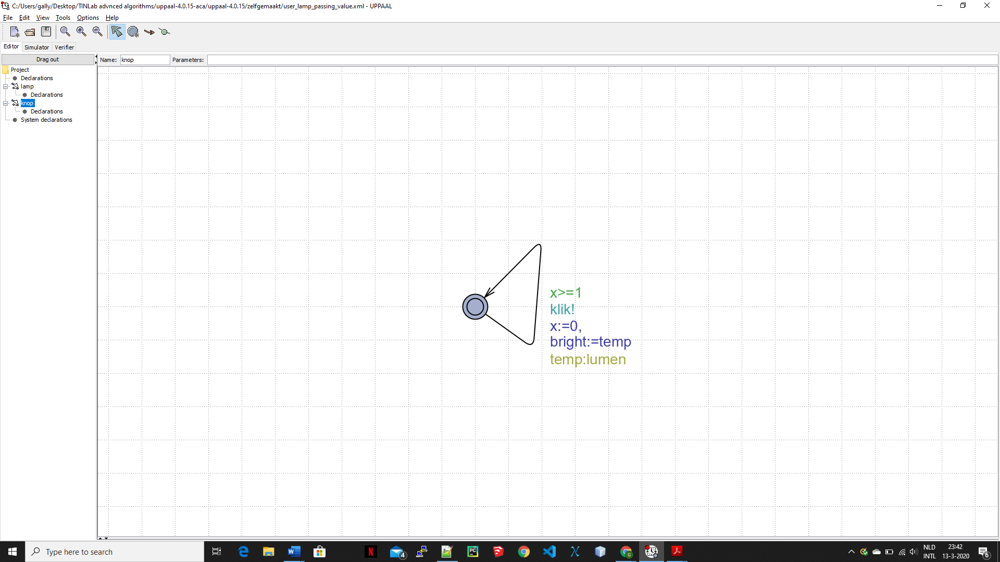 C:/Users/gally/Desktop/TINLab advnced algorithms/uppaal-4.0.15-aca/uppaal-4.0.15/zelfgemaakt/user_lamp_passing_value.xml - UPPAAL
File Edit View Tools Options Help
Editor Simulator Verifier
Drag out
Name: knop Parameters:
Project
Declarations
lamp
Declarations
knop
Declarations
System declarations
x>=1
klik!
x:=0,
bright:=temp
temp:lumen
Type here to search
W
N
4
PC
G
NLD
INTL
23:42
13-3-2020
6